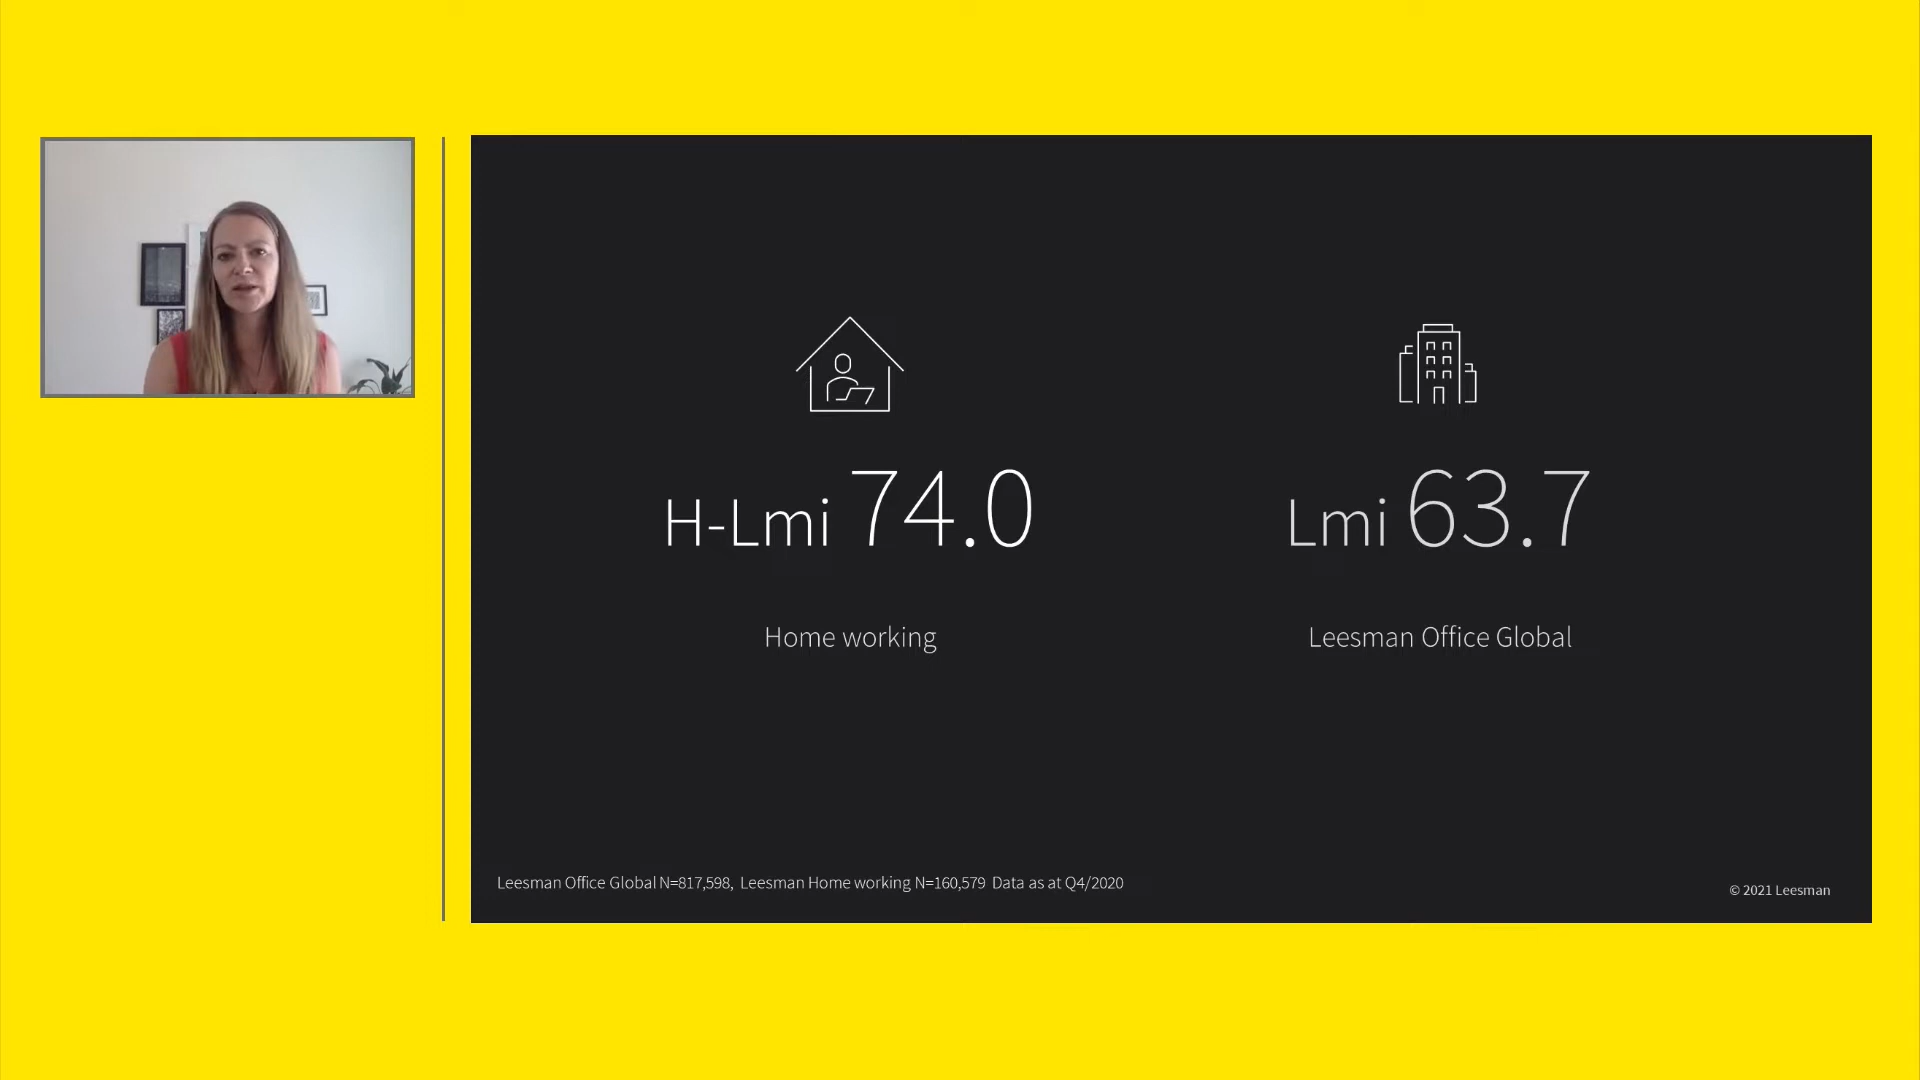 H-Lmi 74.0
Lmi 63.7
Home working
Leesman Office Global
Leesman Office Global N=817,598, Leesman Home working N=160,579 Data as at Q4/2020
© 2021 Leesman